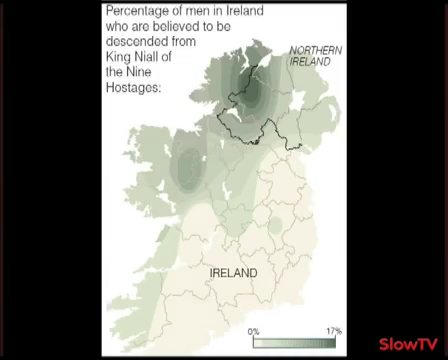 Percentage of men in Ireland
who are believed to be
descended from
King Niall of
the Nine
Hostages:
NORTHERN
IRELAND
IRELAND
0%
17%
SlowTV